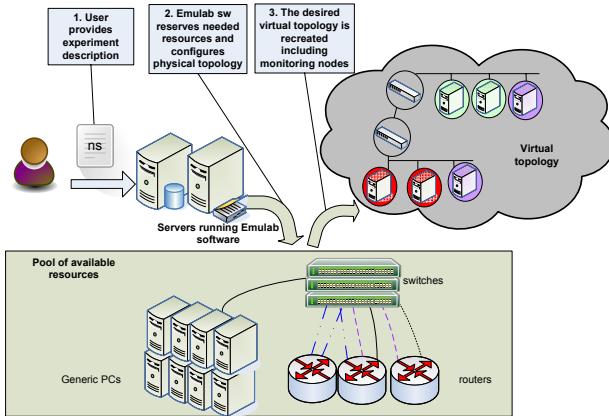 1. User
provides
experiment
description
2. Emulab sw
reserves needed
resources and
configures
physical topology
3. The desired
virtual topology is
recreated
including
monitoring nodes
ns
Virtual
topology
Servers running Emulab
software
Pool of available
resources
switches
Generic PCs
routers